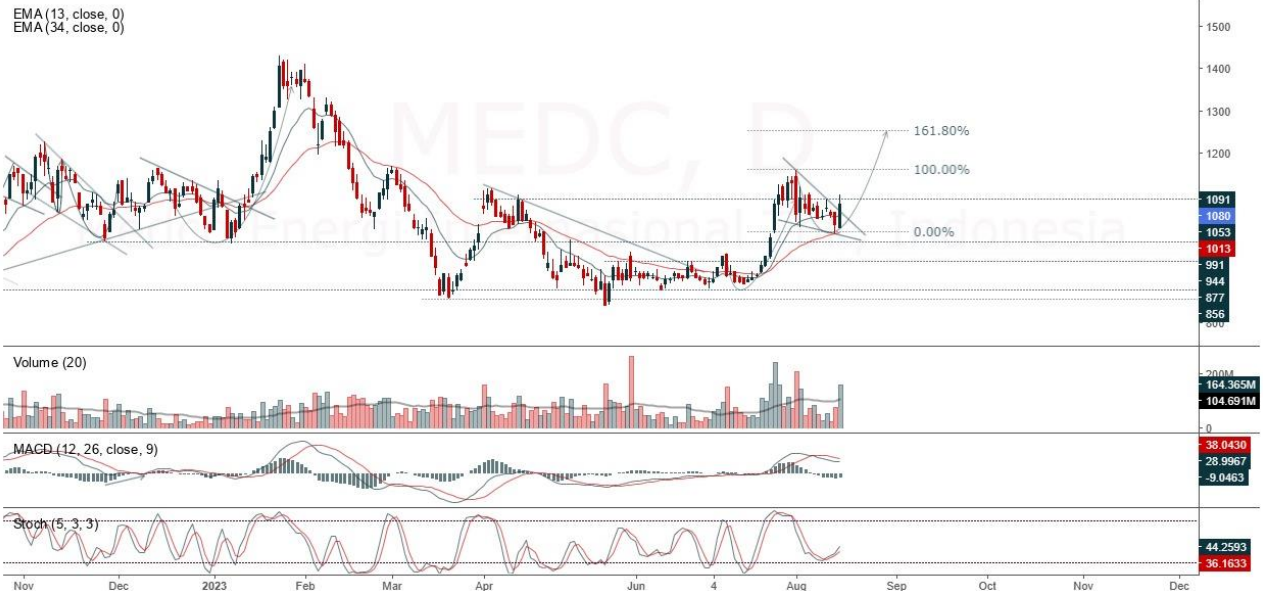 EMA (13, close, 0)
EMA (34, close, 0)
MEDC, D
Energi Internasional Indonesia
1500
1400
1300
1200
161.80%
100.00%
0.00%
1091
1080
1053
1013
991
944
877
856
800
Volume (20)
200M
164.365M
104.691M
0
MACD (12, 26, close, 9)
38.0430
28.9967
-9.0463
Stoch (5, 3, 3)
44.2593
36.1633
Nov Dec 2023 Feb Mar Apr Jun 4 Aug Sep Oct Nov Dec